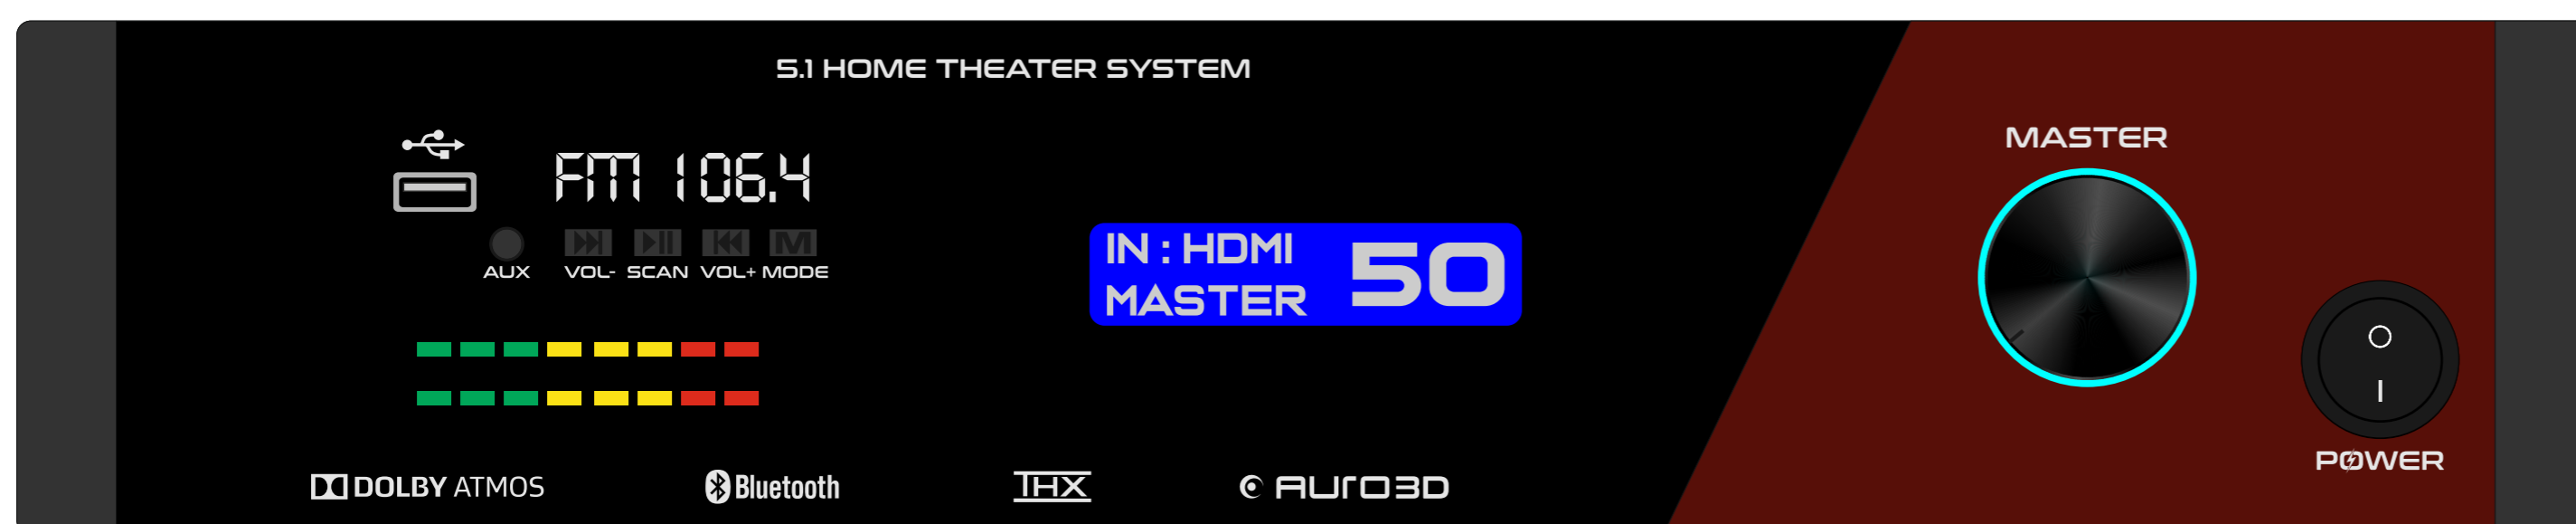 5.1 HOME THEATER SYSTEM
MASTER
FM 106.4
IN : HDMI
MASTER
50
M
AUX VOL- SCAN VOL+ MODE
POWER
DOLBY ATMOS
Bluetooth
THX
AURO3D